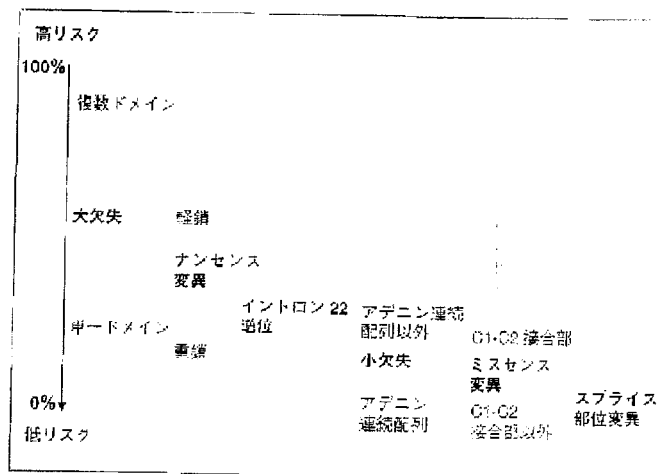 高リスク
100%
複数ドメイン
大欠失
軽鎖
ナンセンス
変異
イントロン 22
逆位
単一ドメイン
重鎖
アデニン連続
配列以外
小欠失
アデニン
連続配列
C1-C2 接合部
ミスセンス
変異
C1-C2
接合部以外
スプライス
部位変異
0%
低リスク